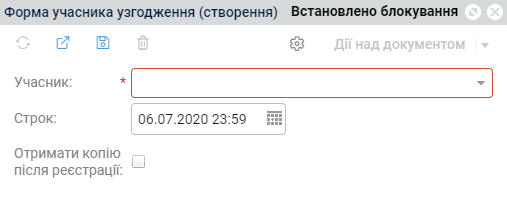 Форма учасника узгодження (створення) Встановлено блокування
Дії над документом
Учасник: *
Строк: 06.07.2020 23:59
Отримати копію
після реєстрації: